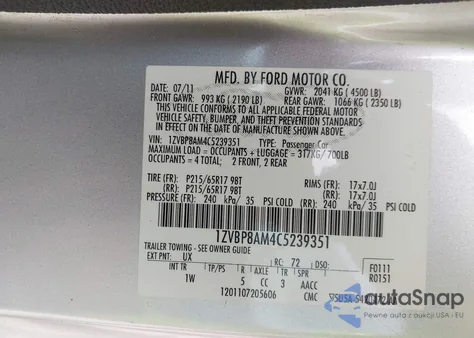 MFD. BY FORD MOTOR CO.
DATE: 07/11 GVWR: 2041 KG ( 4500 LB)
FRONT GAWR: 993 KG ( 2190 LB) REAR GAWR: 1066 KG ( 2350 LB)
THIS VEHICLE CONFORMS TO ALL APPLICABLE FEDERAL MOTOR VEHICLE
SAFETY, BUMPER, AND THEFT PREVENTION STANDARDS IN
EFFECT ON THE DATE OF MANUFACTURE SHOWN ABOVE.
VIN: 1ZVBP8AM4C5239351 TYPE: Passenger Car
MAXIMUM LOAD = OCCUPANTS + LUGGAGE = 317KG/700LB
OCCUPANTS = 4 TOTAL; 2 FRONT, 2 REAR
TIRE (FR): P215/65R17 98T RIMS (FR): 17x7.0J
(RR): P215/65R17 98T (RR): 17x7.0J
PRESSURE (FR): 240 kPa/ 35 PSI COLD (RR): 240 kPa/ 35 PSI COLD
1ZVBP8AM4C5239351
TRAILER TOWING - SEE OWNER GUIDE
EXT PNT: UX RC: 72 F0111
INT TR TP/PS R AXLE TR SPR R0151
1W 5 CC 3 AACC
1201107205606 CMC
autaSnap
Pewne auta z aukcji USA i EU